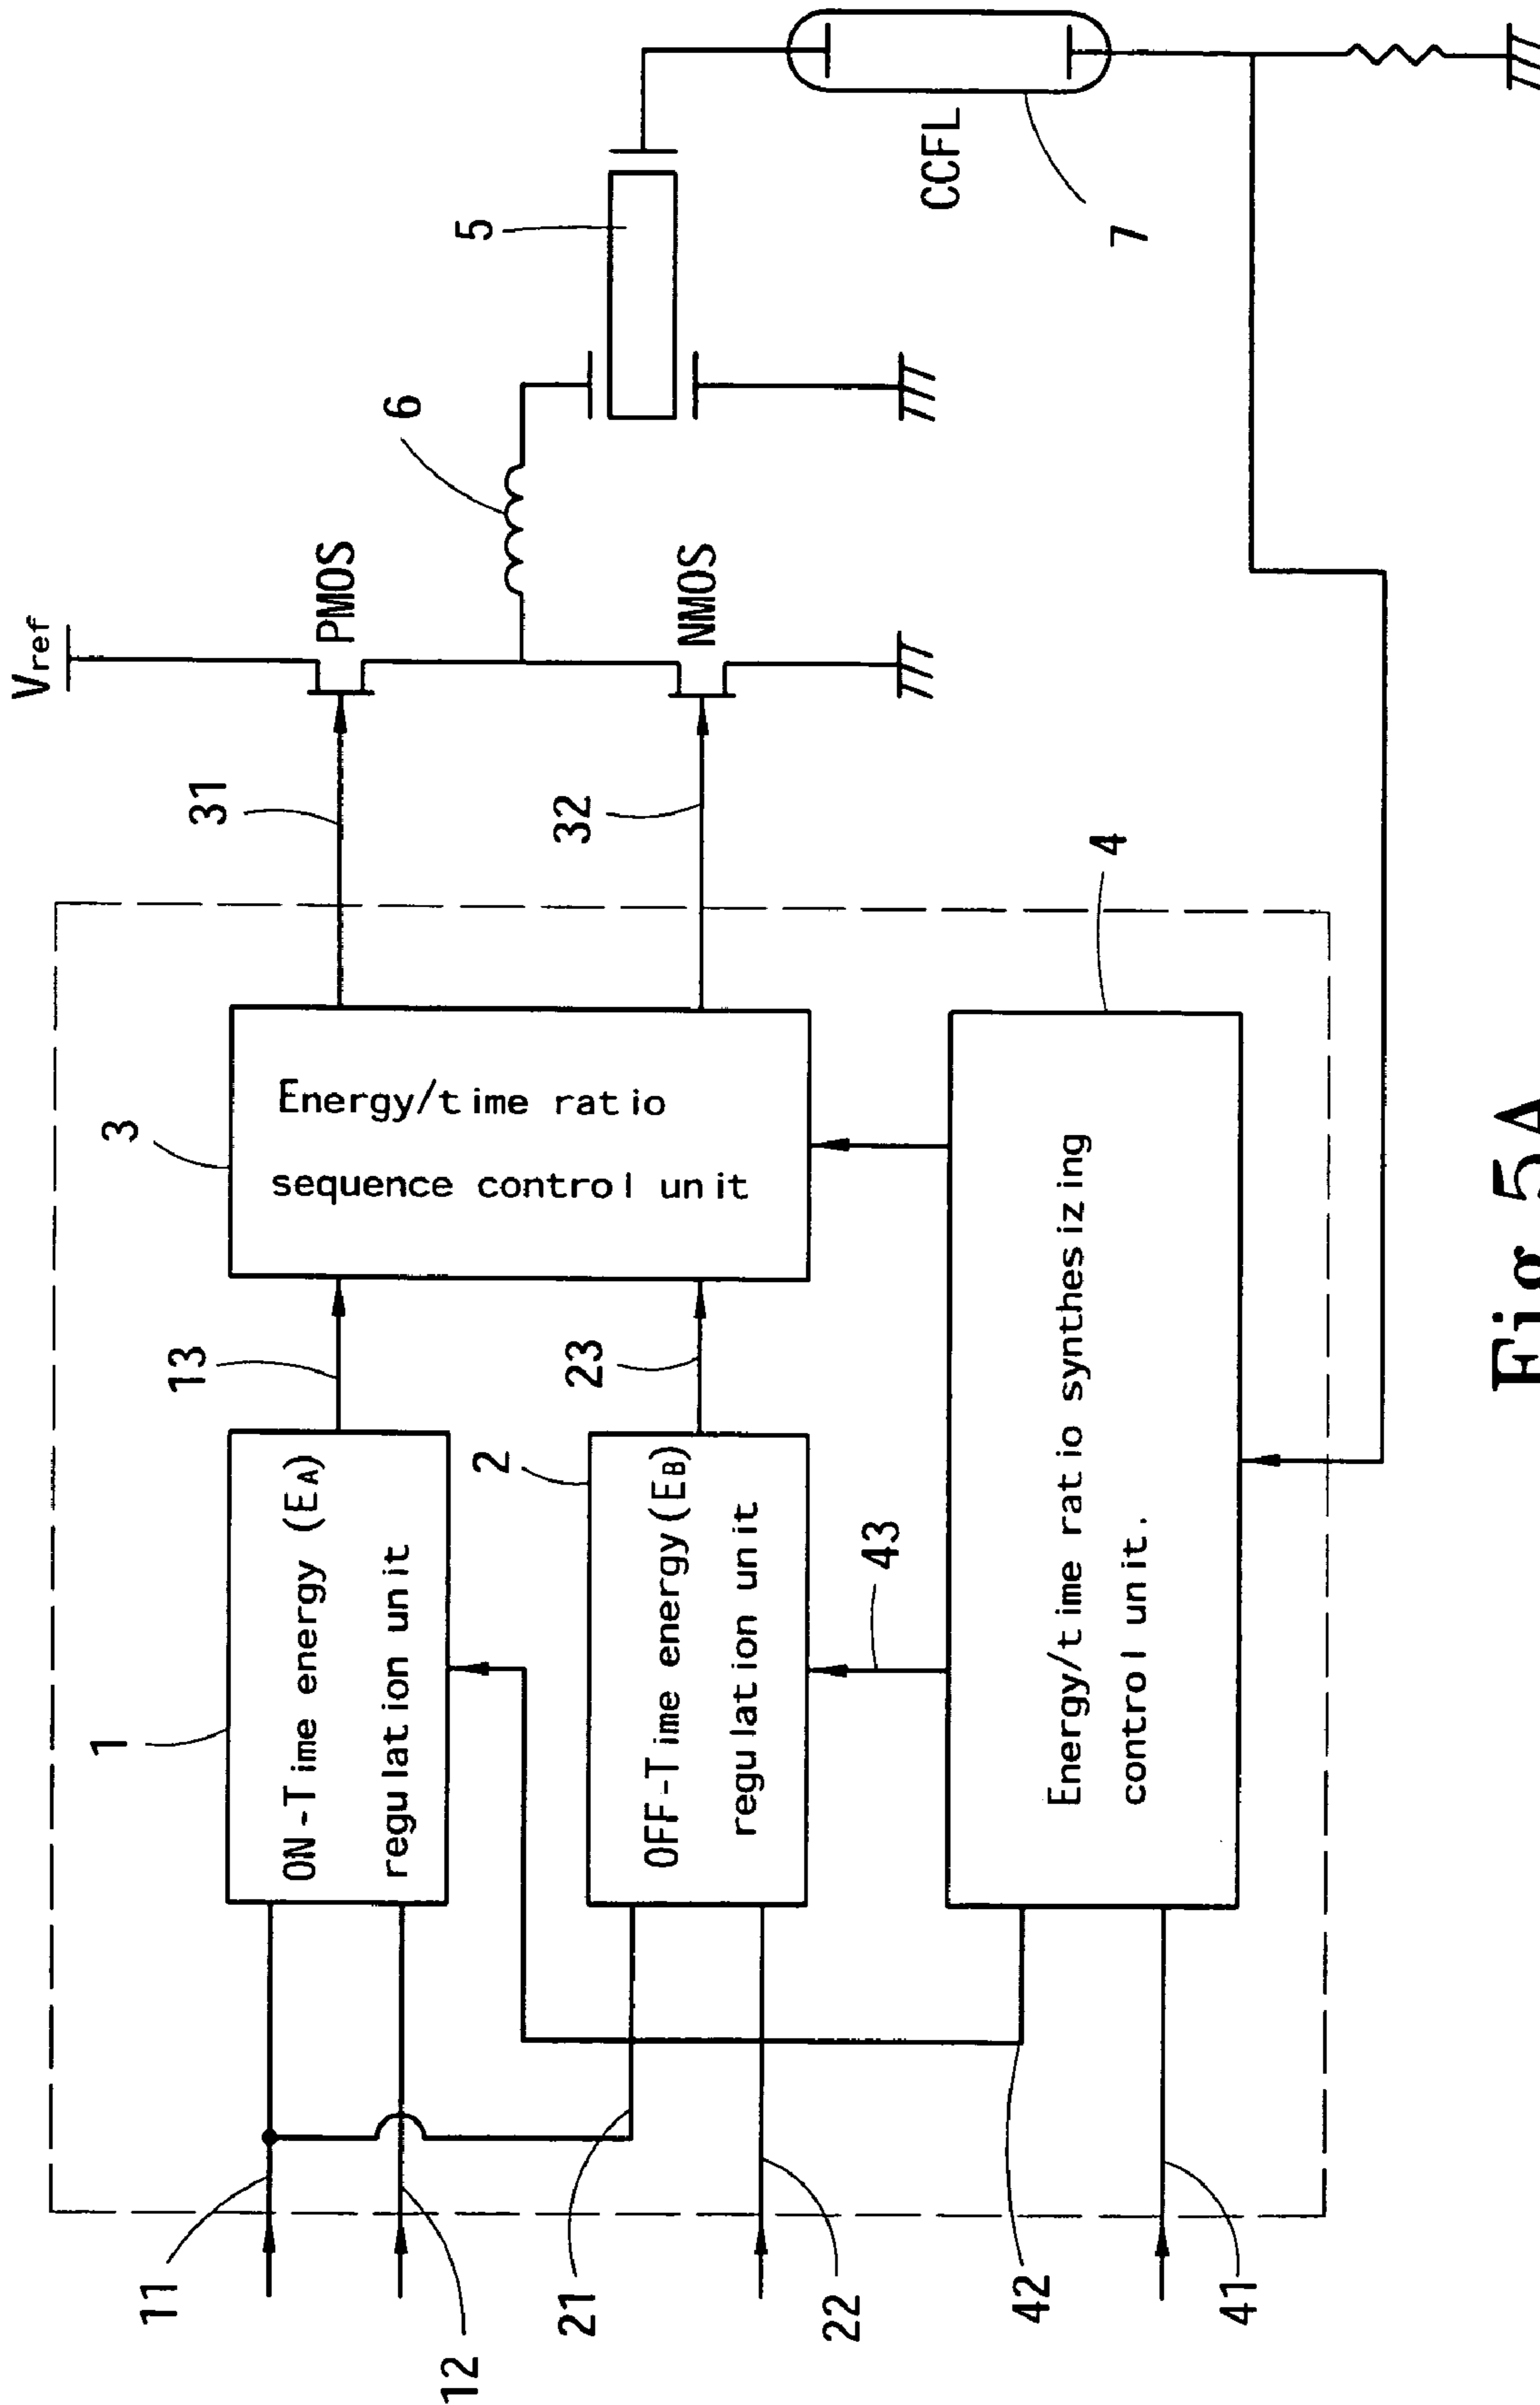 Vref
PMOS
NMOS
31
32
6
5
CCFL
7
3
Energy/time ratio
sequence control unit
4
13
23
1
ON-Time energy (EA)
regulation unit
2
OFF-Time energy(EB)
regulation unit
43
Energy/time ratio synthesizing
control unit.
11
12
21
22
42
41
Fig 5A